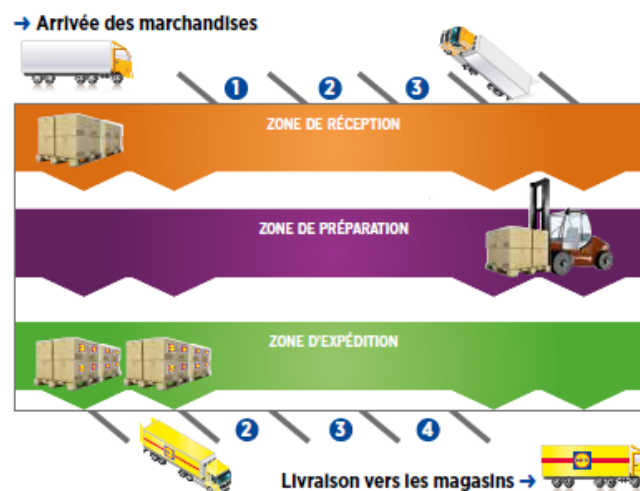 → Arrivée des marchandises
1 2 3
ZONE DE RÉCEPTION
ZONE DE PRÉPARATION
ZONE D'EXPÉDITION
2 3 4
Livraison vers les magasins →